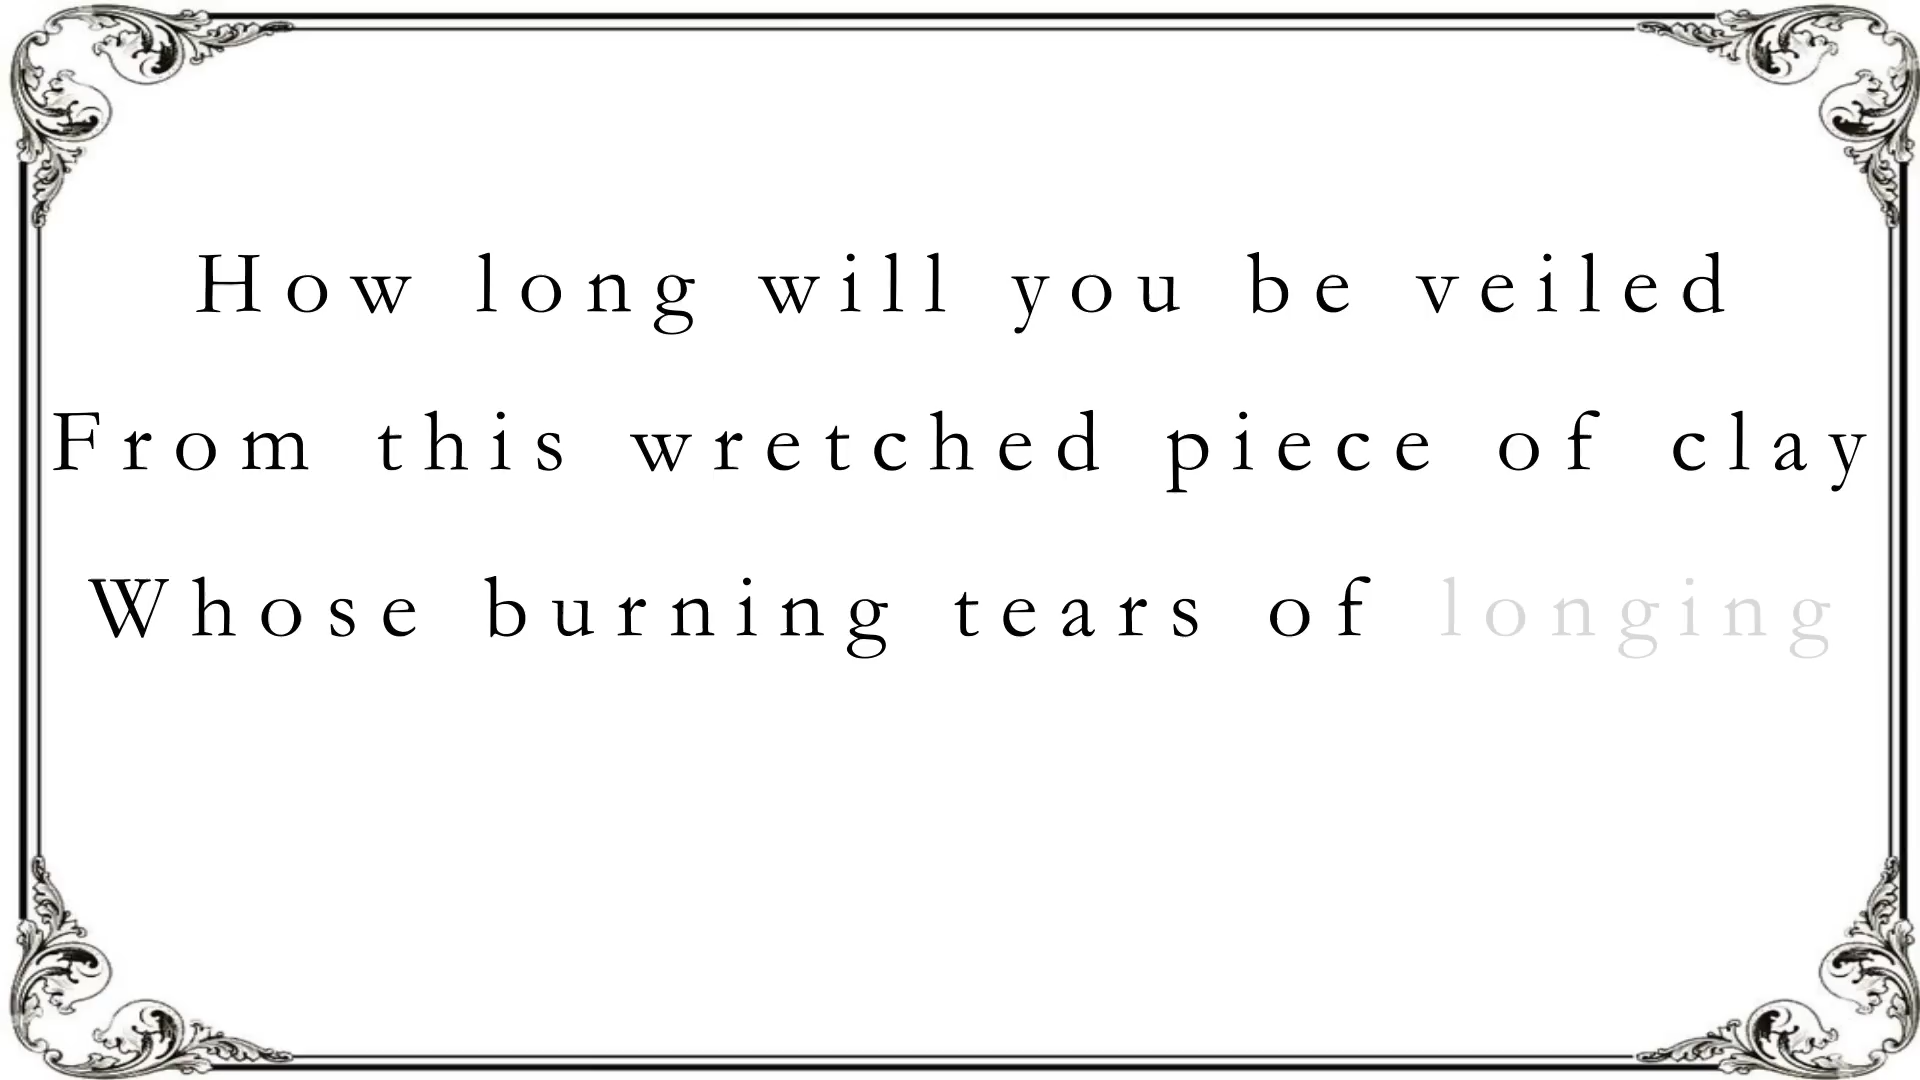 How long will you be veiled
From this wretched piece of clay
Whose burning tears of longing